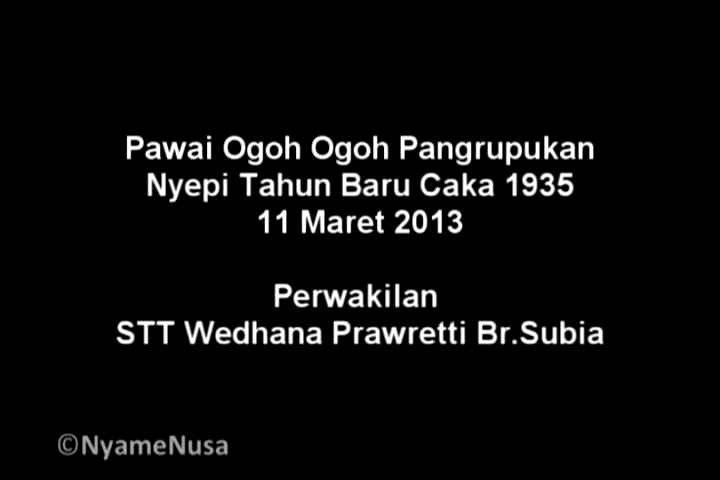 Pawai Ogoh Ogoh Pangrupukan
Nyepi Tahun Baru Caka 1935
11 Maret 2013
Perwakilan
STT Wedhana Prawretti Br.Subia
©NyameNusa